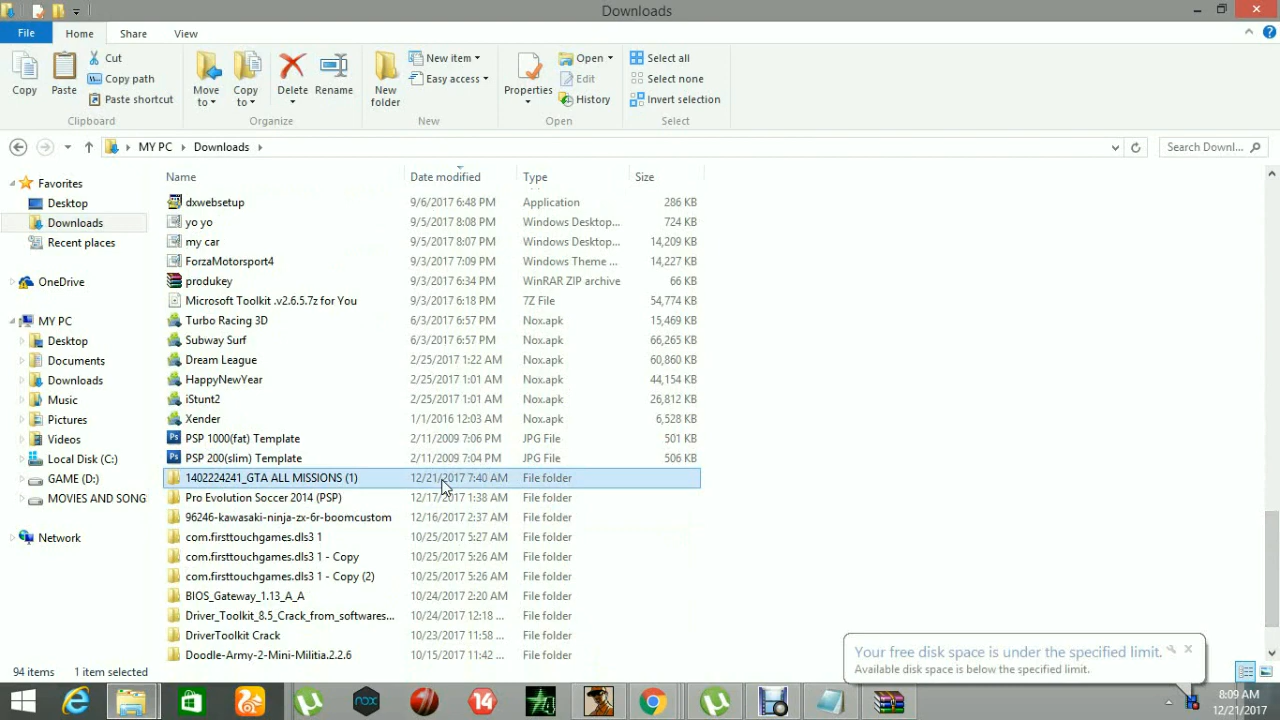 Downloads
File
Home
Share
View
Copy
Paste
Cut
Copy path
Paste shortcut
Clipboard
Move to
Copy to
Delete
Rename
Organize
New folder
New item
Easy access
New
Properties
Open
Edit
History
Open
Select all
Select none
Invert selection
Select
MY PC
Downloads
Search Downl...
Favorites
Desktop
Downloads
Recent places
OneDrive
MY PC
Desktop
Documents
Downloads
Music
Pictures
Videos
Local Disk (C:)
GAME (D:)
MOVIES AND SONG
Network
Name Date modified Type Size
dxwebsetup 9/6/2017 6:48 PM Application 286 KB
yo yo 9/5/2017 8:08 PM Windows Desktop... 724 KB
my car 9/5/2017 8:07 PM Windows Desktop... 14,209 KB
ForzaMotorsport4 9/3/2017 7:09 PM Windows Theme ... 14,227 KB
produkey 9/3/2017 6:34 PM WinRAR ZIP archive 66 KB
Microsoft Toolkit .v2.6.5.7z for You 9/3/2017 6:18 PM 7Z File 54,774 KB
Turbo Racing 3D 6/3/2017 6:57 PM Nox.apk 15,469 KB
Subway Surf 6/3/2017 6:57 PM Nox.apk 66,265 KB
Dream League 2/25/2017 1:22 AM Nox.apk 60,860 KB
HappyNewYear 2/25/2017 1:01 AM Nox.apk 44,154 KB
iStunt2 2/25/2017 1:01 AM Nox.apk 26,812 KB
Xender 1/1/2016 12:03 AM Nox.apk 6,528 KB
PSP 1000(fat) Template 2/11/2009 7:06 PM JPG File 501 KB
PSP 200(slim) Template 2/11/2009 7:04 PM JPG File 506 KB
1402224241_GTA ALL MISSIONS (1) 12/21/2017 7:40 AM File folder
Pro Evolution Soccer 2014 (PSP) 12/17/2017 1:38 AM File folder
96246-kawasaki-ninja-zx-6r-boomcustom 12/16/2017 2:37 AM File folder
com.firsttouchgames.dls3 1 10/25/2017 5:27 AM File folder
com.firsttouchgames.dls3 1 - Copy 10/25/2017 5:26 AM File folder
com.firsttouchgames.dls3 1 - Copy (2) 10/25/2017 5:26 AM File folder
BIOS_Gateway_1.13_A_A 10/24/2017 2:20 AM File folder
Driver_Toolkit_8.5_Crack_from_softwares... 10/24/2017 12:18 ... File folder
DriverToolkit Crack 10/23/2017 11:58 ... File folder
Doodle-Army-2-Mini-Militia.2.2.6 10/15/2017 11:42 ... File folder
94 items 1 item selected
Your free disk space is under the specified limit.
Available disk space is below the specified limit.
nox
14
8:09 AM
12/21/2017